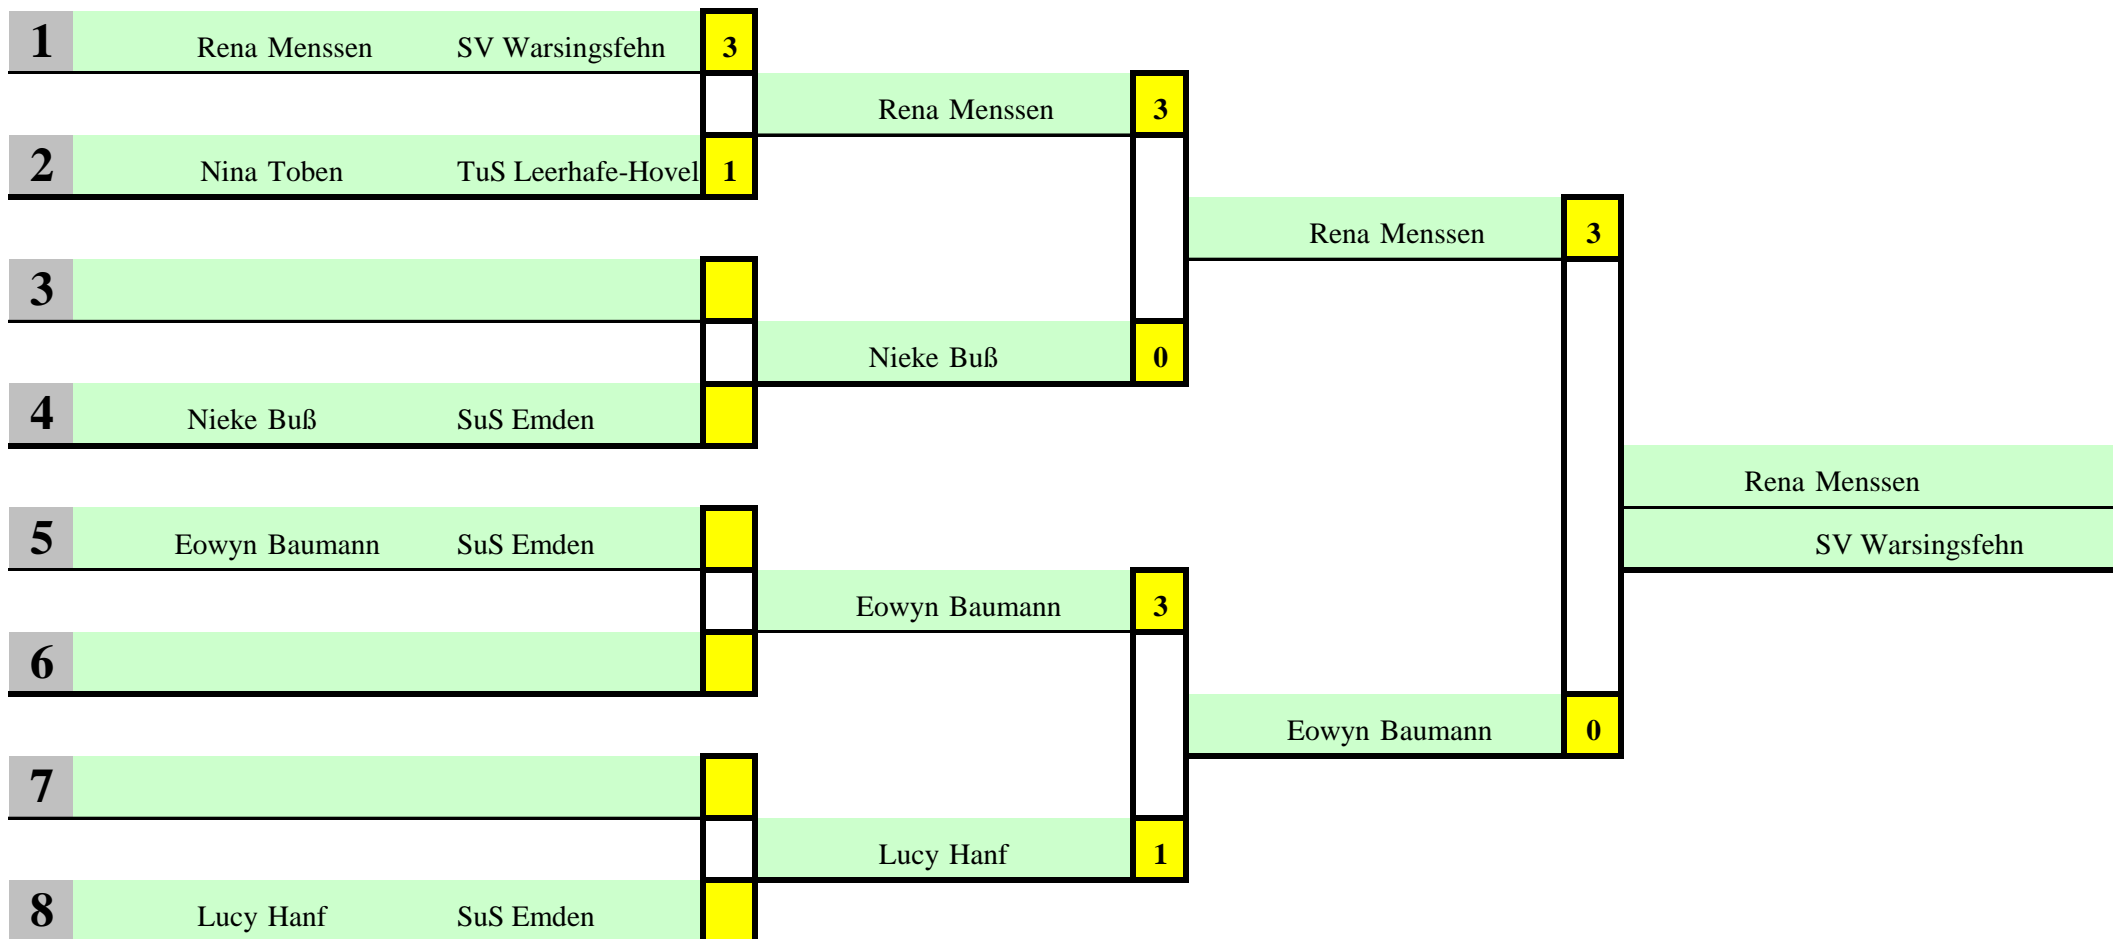 1 Rena Menssen SV Warsingsfehn 3
Rena Menssen 3
2 Nina Toben TuS Leerhafe-Hovel 1
Rena Menssen 3
3
Nieke Buß 0
4 Nieke Buß SuS Emden
Rena Menssen
5 Eowyn Baumann SuS Emden
SV Warsingsfehn
Eowyn Baumann 3
6
Eowyn Baumann 0
7
Lucy Hanf 1
8 Lucy Hanf SuS Emden